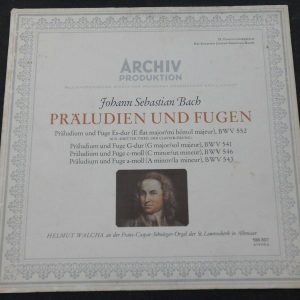 ARCHIV
PRODUKTION
Johann Sebastian Bach
PRÄLUDIEN UND FUGEN
Präludium und Fuge Es-dur (E flat major/mi bémol majeur), BWV 552
Präludium und Fuge G-dur (G major/sol majeur), BWV 541
Präludium und Fuge c-moll (C minor/ut mineur), BWV 546
Präludium und Fuge a-moll (A minor/la mineur), BWV 543
HELMUT WALCHA an der Frans-Caspar-Schnitger-Orgel der St. Laurenskerk in Alkmaar